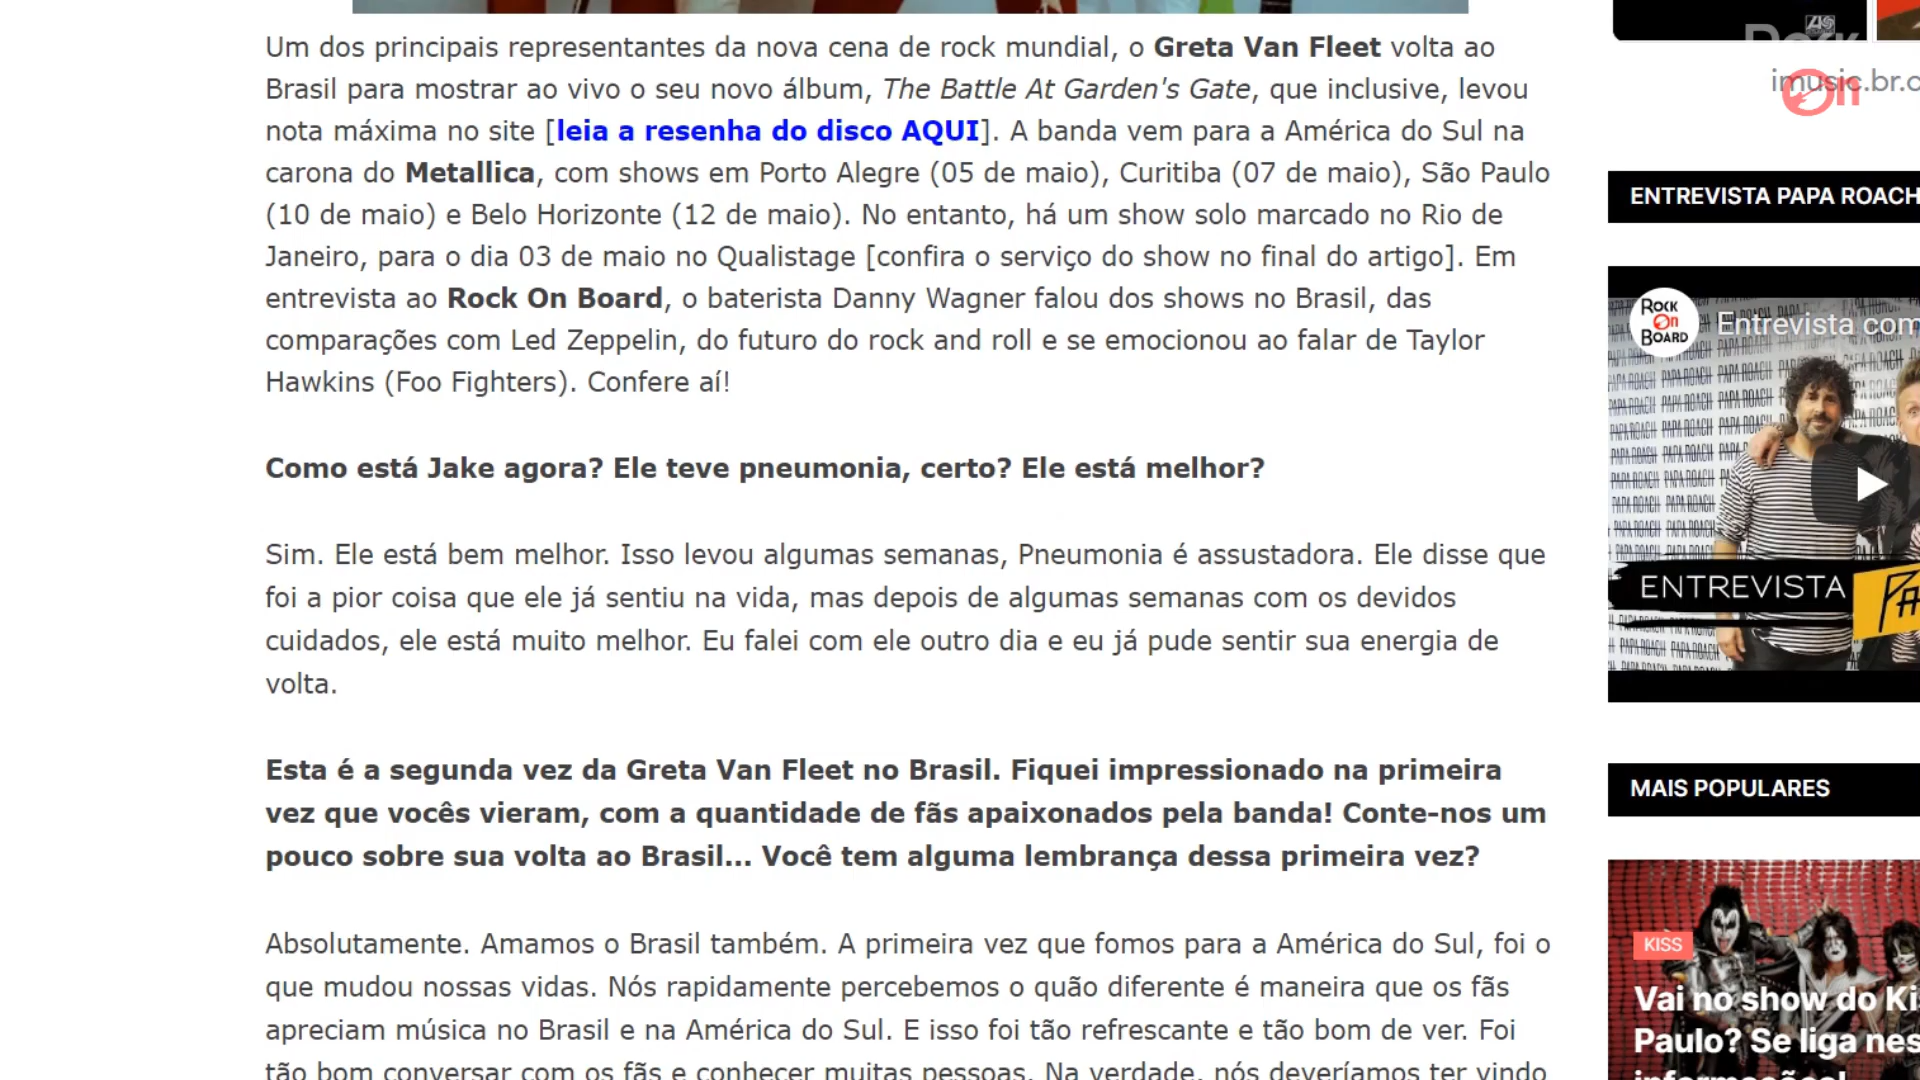 Um dos principais representantes da nova cena de rock mundial, o Greta Van Fleet volta ao
Brasil para mostrar ao vivo o seu novo álbum, The Battle At Garden's Gate, que inclusive, levou
nota máxima no site [leia a resenha do disco AQUI]. A banda vem para a América do Sul na
carona do Metallica, com shows em Porto Alegre (05 de maio), Curitiba (07 de maio), São Paulo
(10 de maio) e Belo Horizonte (12 de maio). No entanto, há um show solo marcado no Rio de
Janeiro, para o dia 03 de maio no Qualistage [confira o serviço do show no final do artigo]. Em
entrevista ao Rock On Board, o baterista Danny Wagner falou dos shows no Brasil, das
comparações com Led Zeppelin, do futuro do rock and roll e se emocionou ao falar de Taylor
Hawkins (Foo Fighters). Confere aí!
Como está Jake agora? Ele teve pneumonia, certo? Ele está melhor?
Sim. Ele está bem melhor. Isso levou algumas semanas, Pneumonia é assustadora. Ele disse que
foi a pior coisa que ele já sentiu na vida, mas depois de algumas semanas com os devidos
cuidados, ele está muito melhor. Eu falei com ele outro dia e eu já pude sentir sua energia de
volta.
Esta é a segunda vez da Greta Van Fleet no Brasil. Fiquei impressionado na primeira
vez que vocês vieram, com a quantidade de fãs apaixonados pela banda! Conte-nos um
pouco sobre sua volta ao Brasil... Você tem alguma lembrança dessa primeira vez?
Absolutamente. Amamos o Brasil também. A primeira vez que fomos para a América do Sul, foi o
que mudou nossas vidas. Nós rapidamente percebemos o quão diferente é maneira que os fãs
apreciam música no Brasil e na América do Sul. E isso foi tão refrescante e tão bom de ver. Foi
tão bom conversar com os fãs e conhecer muitas pessoas. Na verdade, nós deveríamos ter vindo
Rock
On
imusic.br.c
ENTREVISTA PAPA ROACH
ROCK
On
BOARD
Entrevista com
PAPA ROACH
ENTREVISTA
PA
MAIS POPULARES
KISS
Vai no show do Ki
Paulo? Se liga nes